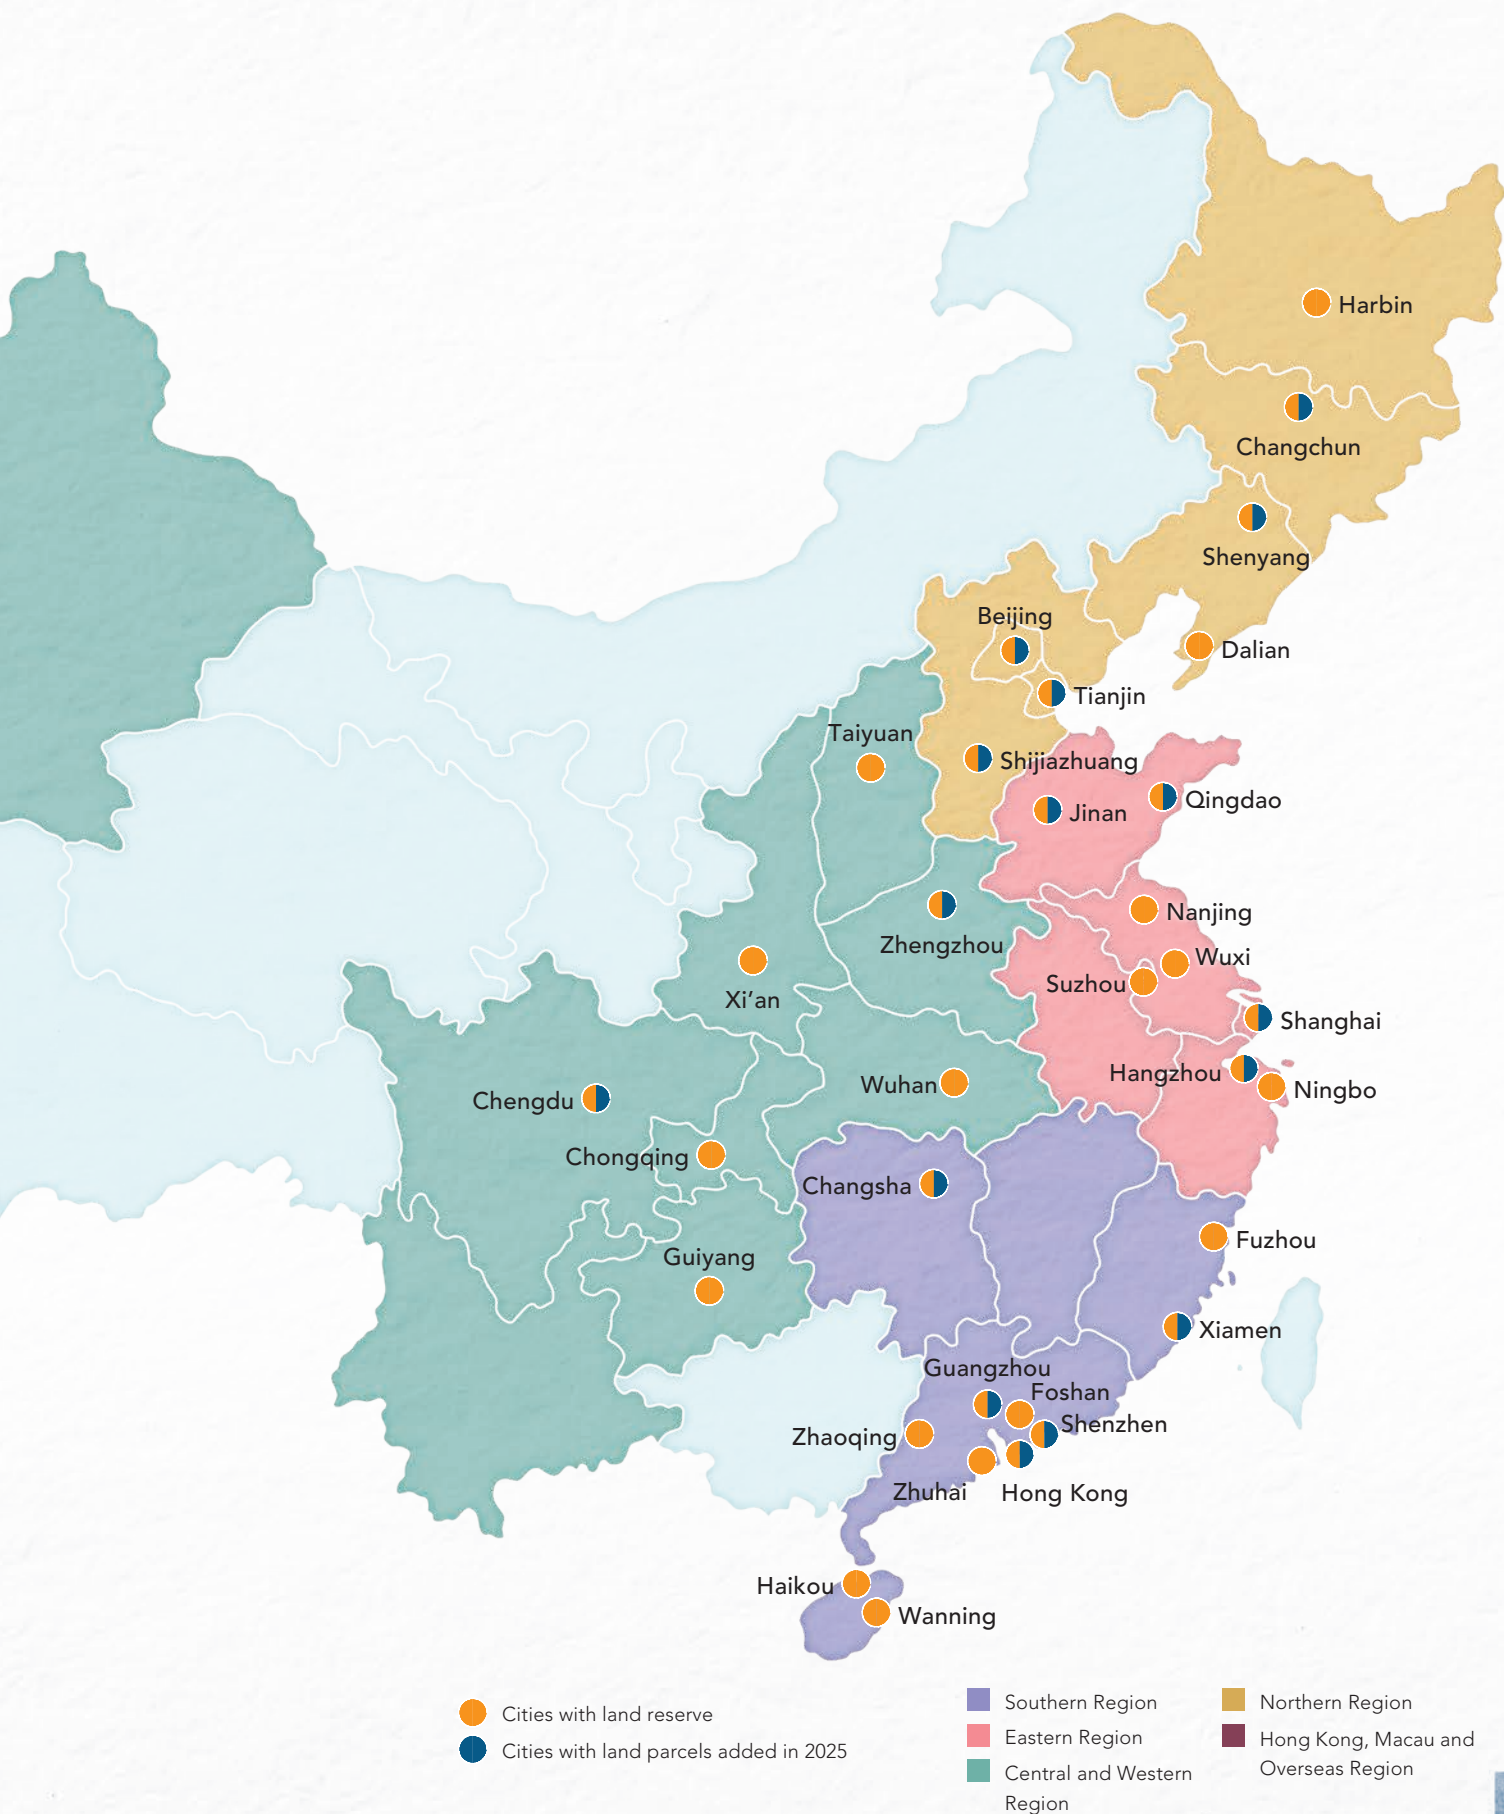 Harbin
Changchun
Shenyang
Beijing
Dalian
Tianjin
Taiyuan
Shijiazhuang
Qingdao
Jinan
Nanjing
Zhengzhou
Wuxi
Suzhou
Xi’an
Shanghai
Hangzhou
Wuhan
Ningbo
Chengdu
Chongqing
Changsha
Fuzhou
Guiyang
Xiamen
Guangzhou
Foshan
Shenzhen
Zhaoqing
Zhuhai
Hong Kong
Haikou
Wanning
Cities with land reserve
Cities with land parcels added in 2025
Southern Region
Eastern Region
Central and Western
Region
Northern Region
Hong Kong, Macau and
Overseas Region